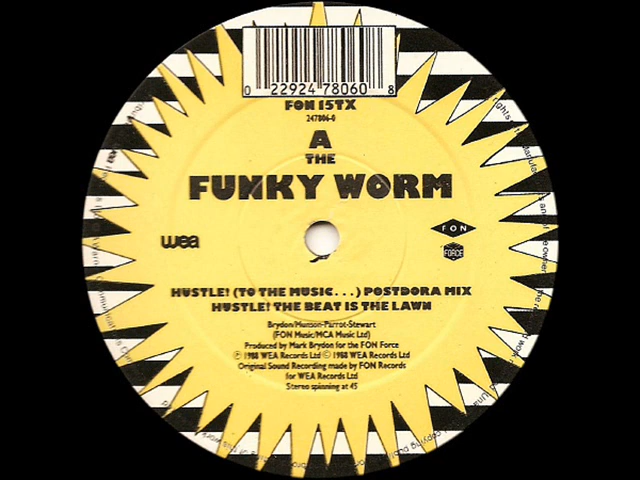 0 22924 78060 8
FON 15TX
247806-0
A
THE
FUNKY WORM
wea
FON
FORCE
HUSTLE! (TO THE MUSIC...) POSTDORA MIX
HUSTLE! THE BEAT IS THE LAWN
Brydon/Munson-Parrot-Stewart
(FON Music/MCA Music Ltd)
Produced by Mark Brydon for the FON Force
Ⓟ 1988 WEA Records Ltd © 1988 WEA Records Ltd
Original Sound Recording made by FON Records
for WEA Records Ltd
Stereo spinning at 45